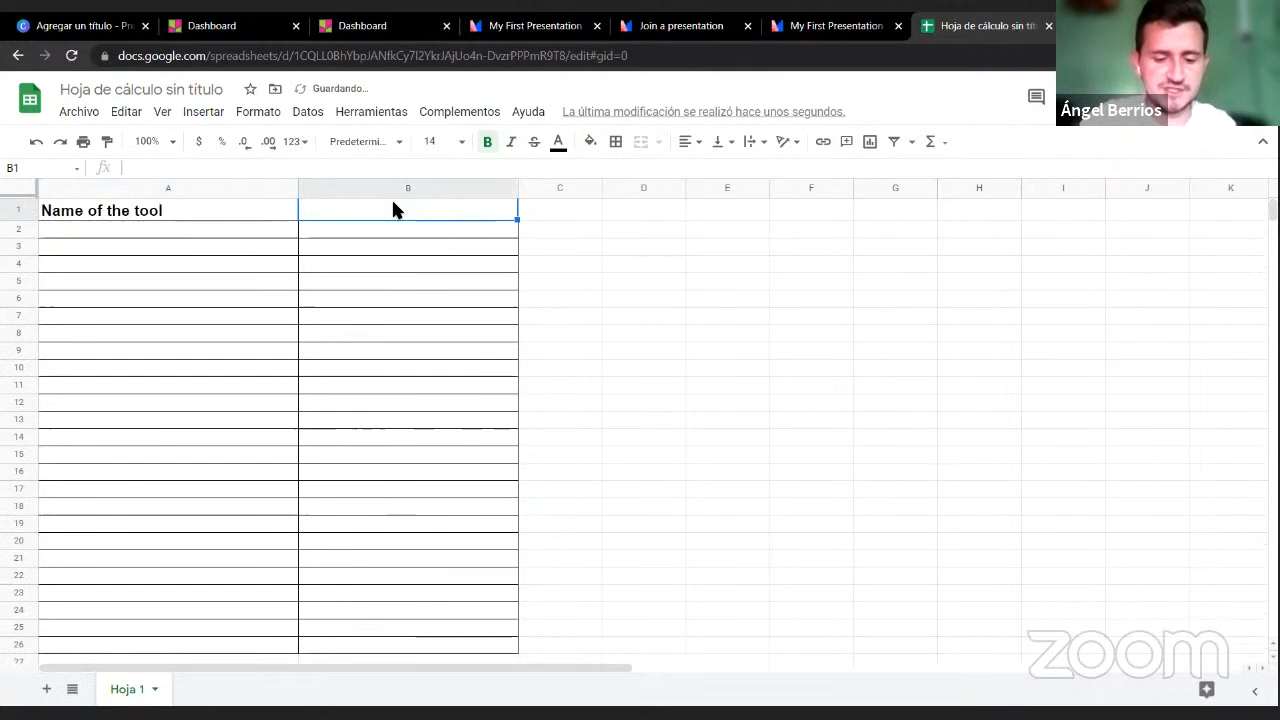 Agregar un título - Pre
Dashboard
Dashboard
My First Presentation
Join a presentation
My First Presentation
Hoja de cálculo sin tí
docs.google.com/spreadsheets/d/1CQLL0BhYbpJANfkCy7l2YkrJAjUo4n-DvzrPPPmR9T8/edit#gid=0
Hoja de cálculo sin título
Guardando...
Archivo Editar Ver Insertar Formato Datos Herramientas Complementos Ayuda La última modificación se realizó hace unos segundos.
100% $ % .0 .00 123 Predetermi... 14 B I S A Σ
B1 fx
A B C D E F G H I J K
1 Name of the tool
2
3
4
5
6
7
8
9
10
11
12
13
14
15
16
17
18
19
20
21
22
23
24
25
26
27
Hoja 1
Ángel Berrios
zoom